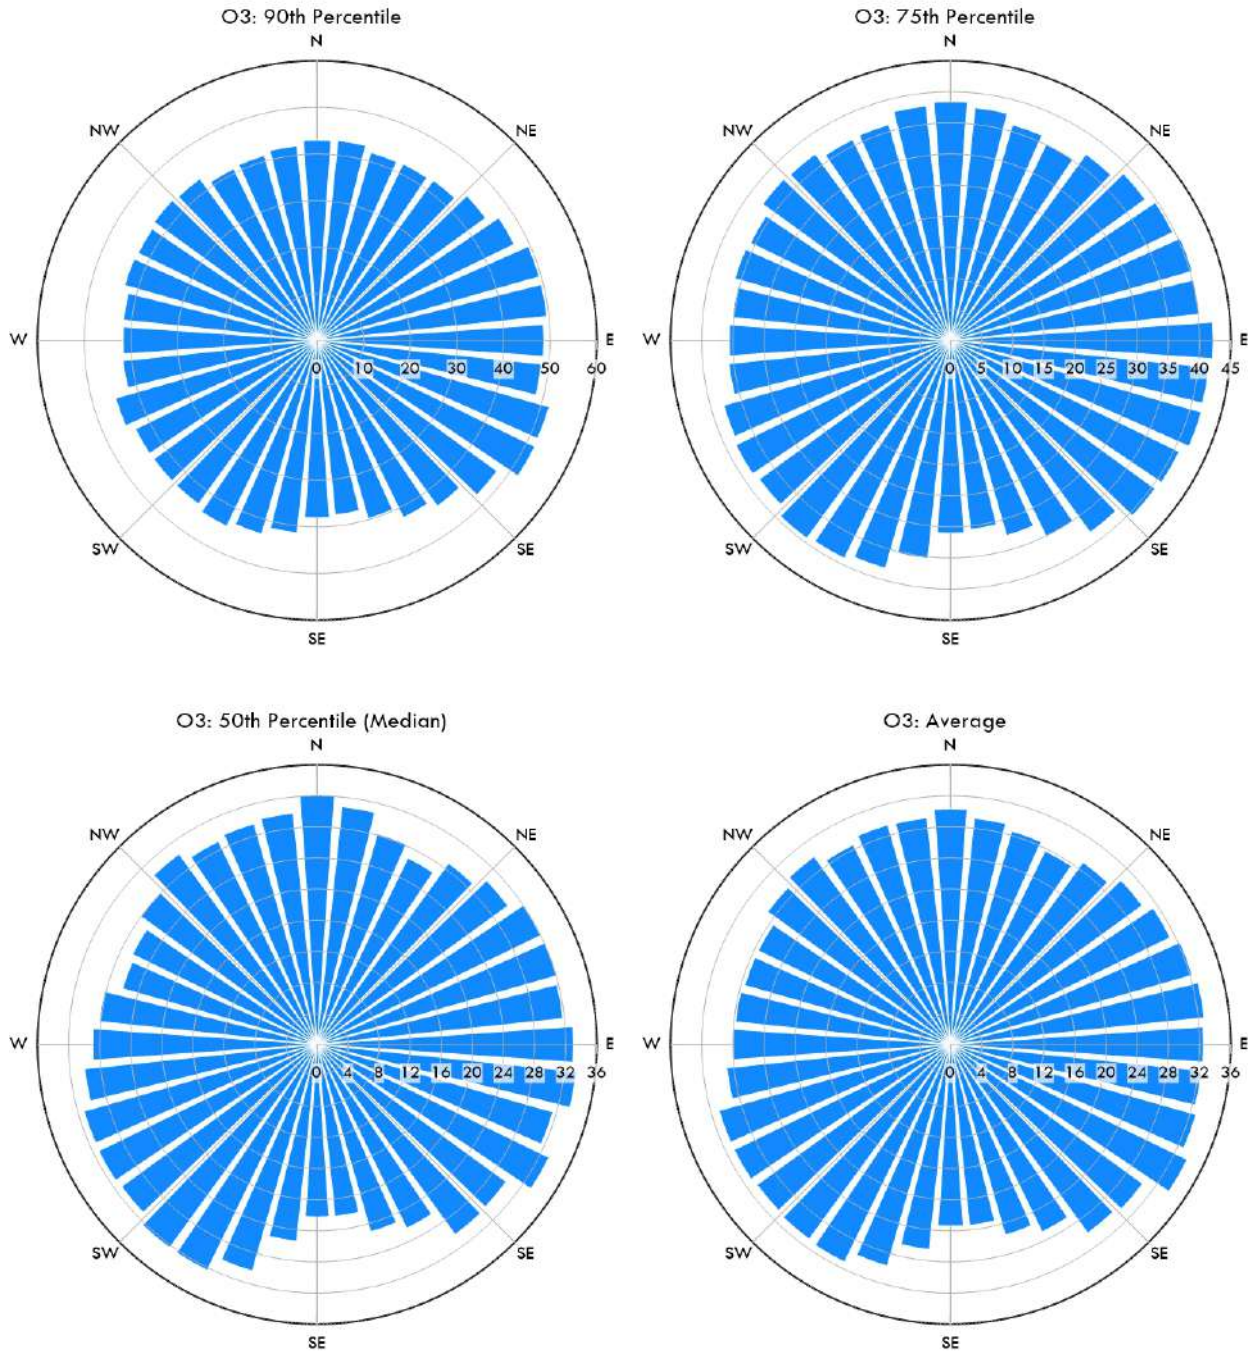 O3: 90th Percentile
N
NW
NE
W
E
0 10 20 30 40 50 60
SW
SE
SE
O3: 75th Percentile
N
NW
NE
W
E
0 5 10 15 20 25 30 35 40 45
SW
SE
SE
O3: 50th Percentile (Median)
N
NW
NE
W
E
0 4 8 12 16 20 24 28 32 36
SW
SE
SE
O3: Average
N
NW
NE
W
E
0 4 8 12 16 20 24 28 32 36
SW
SE
SE